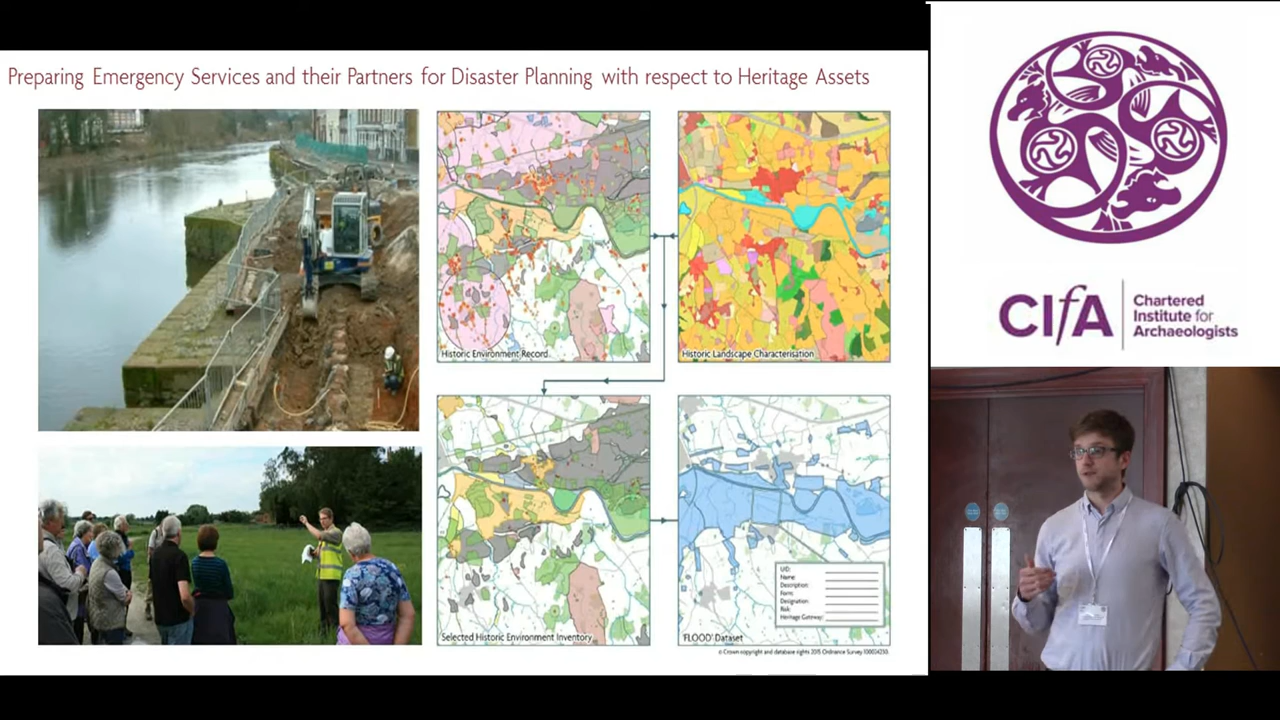 Preparing Emergency Services and their Partners for Disaster Planning with respect to Heritage Assets
Historic Environment Record
Historic Landscape Characterisation
Selected Historic Environment Inventory
'FLOOD' Dataset
UID:
Name:
Description:
Form:
Designation:
Risk:
Heritage Gateway:
© Crown copyright and database rights 2015 Ordnance Survey 100024230.
CIfA
Chartered
Institute for
Archaeologists